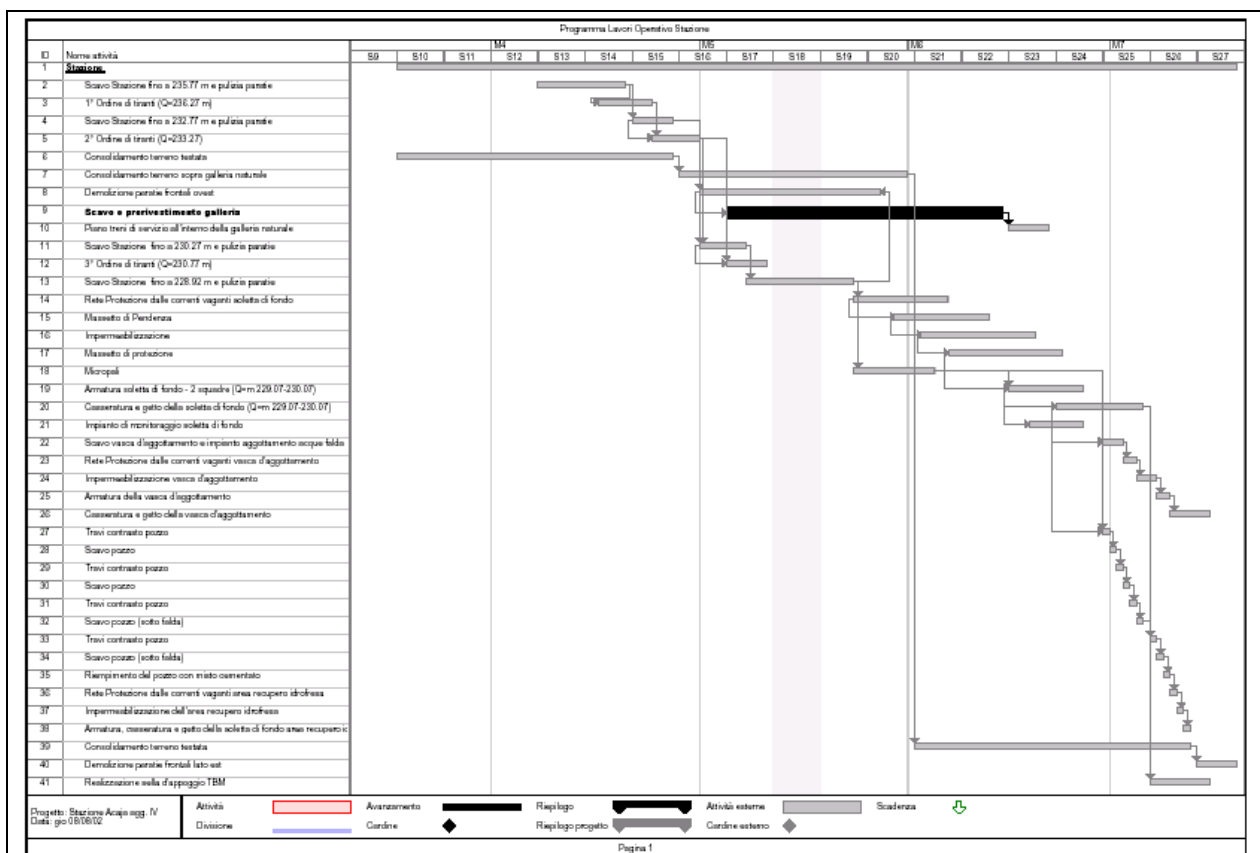 Programma Lavori Operativo Stazione
M4 M5 M6 M7
ID Nome attività S9 S10 S11 S12 S13 S14 S15 S16 S17 S18 S19 S20 S21 S22 S23 S24 S25 S26 S27
1 Stazione
2 Scavo Stazione fino a 235.77 m e pulizia paratie
3 1° Ordine di tiranti (Q=236.27 m)
4 Scavo Stazione fino a 232.77 m e pulizia paratie
5 2° Ordine di tiranti (Q=233.27)
6 Consolidamento terreno testata
7 Consolidamento terreno sopra galleria naturale
8 Demolizione paratie frontali ovest
9 Scavo e prerivestimento galleria
10 Piano treni di servizio all'interno della galleria naturale
11 Scavo Stazione fino a 230.27 m e pulizia paratie
12 3° Ordine di tiranti (Q=230.77 m)
13 Scavo Stazione fino a 228.92 m e pulizia paratie
14 Rete Protezione dalle correnti vaganti soletta di fondo
15 Massetto di Pendenza
16 Impermeabilizzazione
17 Massetto di protezione
18 Micropali
19 Armatura soletta di fondo - 2 squadre (Q=m 229.07-230.07)
20 Casseratura e getto della soletta di fondo (Q=m 229.07-230.07)
21 Impianto di monitoraggio soletta di fondo
22 Scavo vasca d'aggottamento e impianto aggottamento acque falda
23 Rete Protezione dalle correnti vaganti vasca d'aggottamento
24 Impermeabilizzazione vasca d'aggottamento
25 Armatura della vasca d'aggottamento
26 Casseratura e getto della vasca d'aggottamento
27 Travi contrasto pozzo
28 Scavo pozzo
29 Travi contrasto pozzo
30 Scavo pozzo
31 Travi contrasto pozzo
32 Scavo pozzo (sotto falda)
33 Travi contrasto pozzo
34 Scavo pozzo (sotto falda)
35 Riempimento del pozzo con misto cementato
36 Rete Protezione dalle correnti vaganti area recupero idrofresa
37 Impermeabilizzazione dell'area recupero idrofresa
38 Armatura, casseratura e getto della soletta di fondo area recupero ic
39 Consolidamento terreno testata
40 Demolizione paratie frontali lato est
41 Realizzazione sella d'appoggio TBM
Progetto: Stazione Acaja agg. IV
Data: gio 08/08/02
Attività Avanzamento Riepilogo Attività esterne Scadenza
Divisione Cardine Riepilogo progetto Cardine esterno
Pagina 1